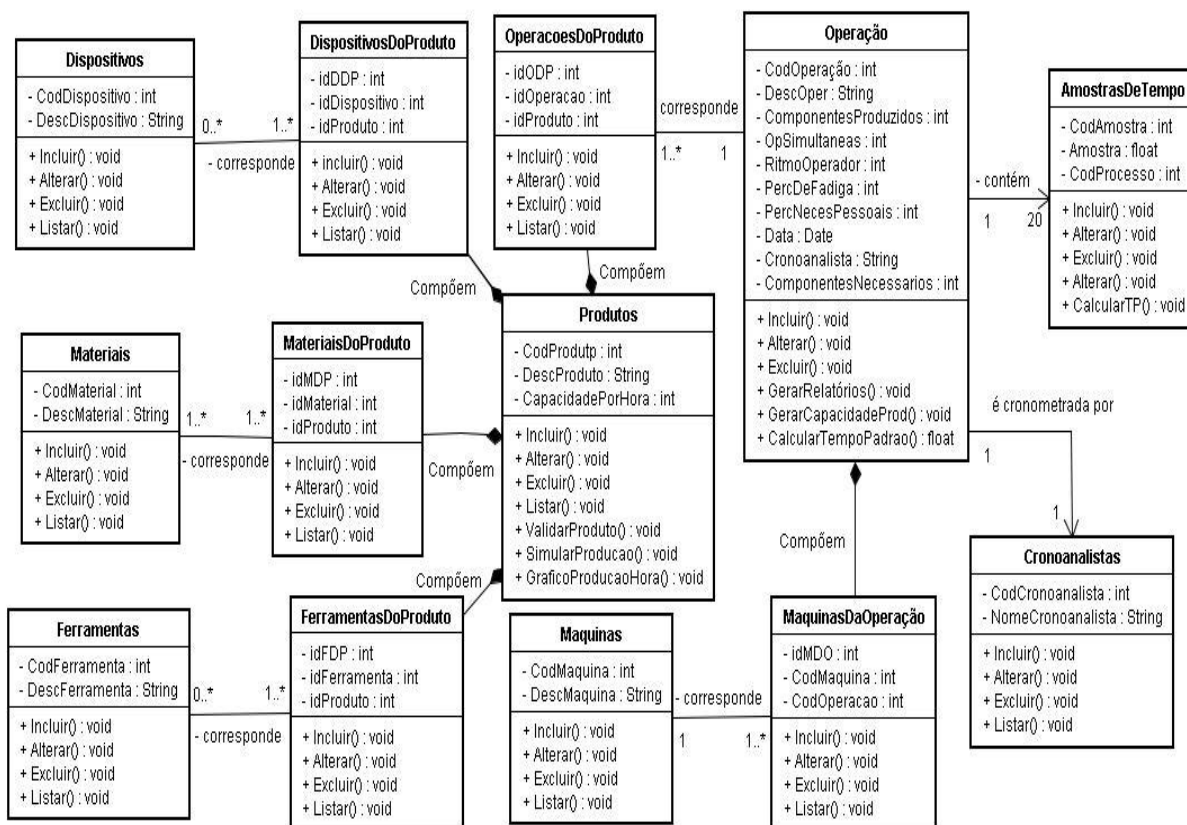 Dispositivos
- CodDispositivo : int
- DescDispositivo : String
+ Incluir() : void
+ Alterar() : void
+ Excluir() : void
+ Listar() : void
0..*
1..*
- corresponde
DispositivosDoProduto
- idDDP : int
- idDispositivo : int
- idProduto : int
+ incluir() : void
+ Alterar() : void
+ Excluir() : void
+ Listar() : void
Compõem
OperacoesDoProduto
- idODP : int
- idOperacao : int
- idProduto : int
+ Incluir() : void
+ Alterar() : void
+ Excluir() : void
+ Listar() : void
Compõem
corresponde
1..*
1
Operação
- CodOperação : int
- DescOper : String
- ComponentesProduzidos : int
- OpSimultaneas : int
- RitmoOperador : int
- PercDeFadiga : int
- PercNecesPessoais : int
- Data : Date
- Cronoanalista : String
- ComponentesNecessarios : int
+ Incluir() : void
+ Alterar() : void
+ Excluir() : void
+ GerarRelatórios() : void
+ GerarCapacidadeProd() : void
+ CalcularTempoPadrao() : float
- contém
1
20
AmostrasDeTempo
- CodAmostra : int
- Amostra : float
- CodProcesso : int
+ Incluir() : void
+ Alterar() : void
+ Excluir() : void
+ Alterar() : void
+ CalcularTP() : void
Materiais
- CodMaterial : int
- DescMaterial : String
+ Incluir() : void
+ Alterar() : void
+ Excluir() : void
+ Listar() : void
1..*
1..*
- corresponde
MateriaisDoProduto
- idMDP : int
- idMaterial : int
- idProduto : int
+ Incluir() : void
+ Alterar() : void
+ Excluir() : void
+ Listar() : void
Compõem
Produtos
- CodProdutp : int
- DescProduto : String
- CapacidadePorHora : int
+ Incluir() : void
+ Alterar() : void
+ Excluir() : void
+ Listar() : void
+ ValidarProduto() : void
+ SimularProducao() : void
+ GraficoProducaoHora() : void
é cronometrada por
1
1
Compõem
Cronoanalistas
- CodCronoanalista : int
- NomeCronoanalista : String
+ Incluir() : void
+ Alterar() : void
+ Excluir() : void
+ Listar() : void
Ferramentas
- CodFerramenta : int
- DescFerramenta : String
+ Incluir() : void
+ Alterar() : void
+ Excluir() : void
+ Listar() : void
0..*
1..*
- corresponde
Compõem
FerramentasDoProduto
- idFDP : int
- idFerramenta : int
- idProduto : int
+ Incluir() : void
+ Alterar() : void
+ Excluir() : void
+ Listar() : void
Maquinas
- CodMaquina : int
- DescMaquina : String
+ Incluir() : void
+ Alterar() : void
+ Excluir() : void
+ Listar() : void
- corresponde
1
1..*
MaquinasDaOperação
- idMDO : int
- CodMaquina : int
- CodOperacao : int
+ Incluir() : void
+ Alterar() : void
+ Excluir() : void
+ Listar() : void